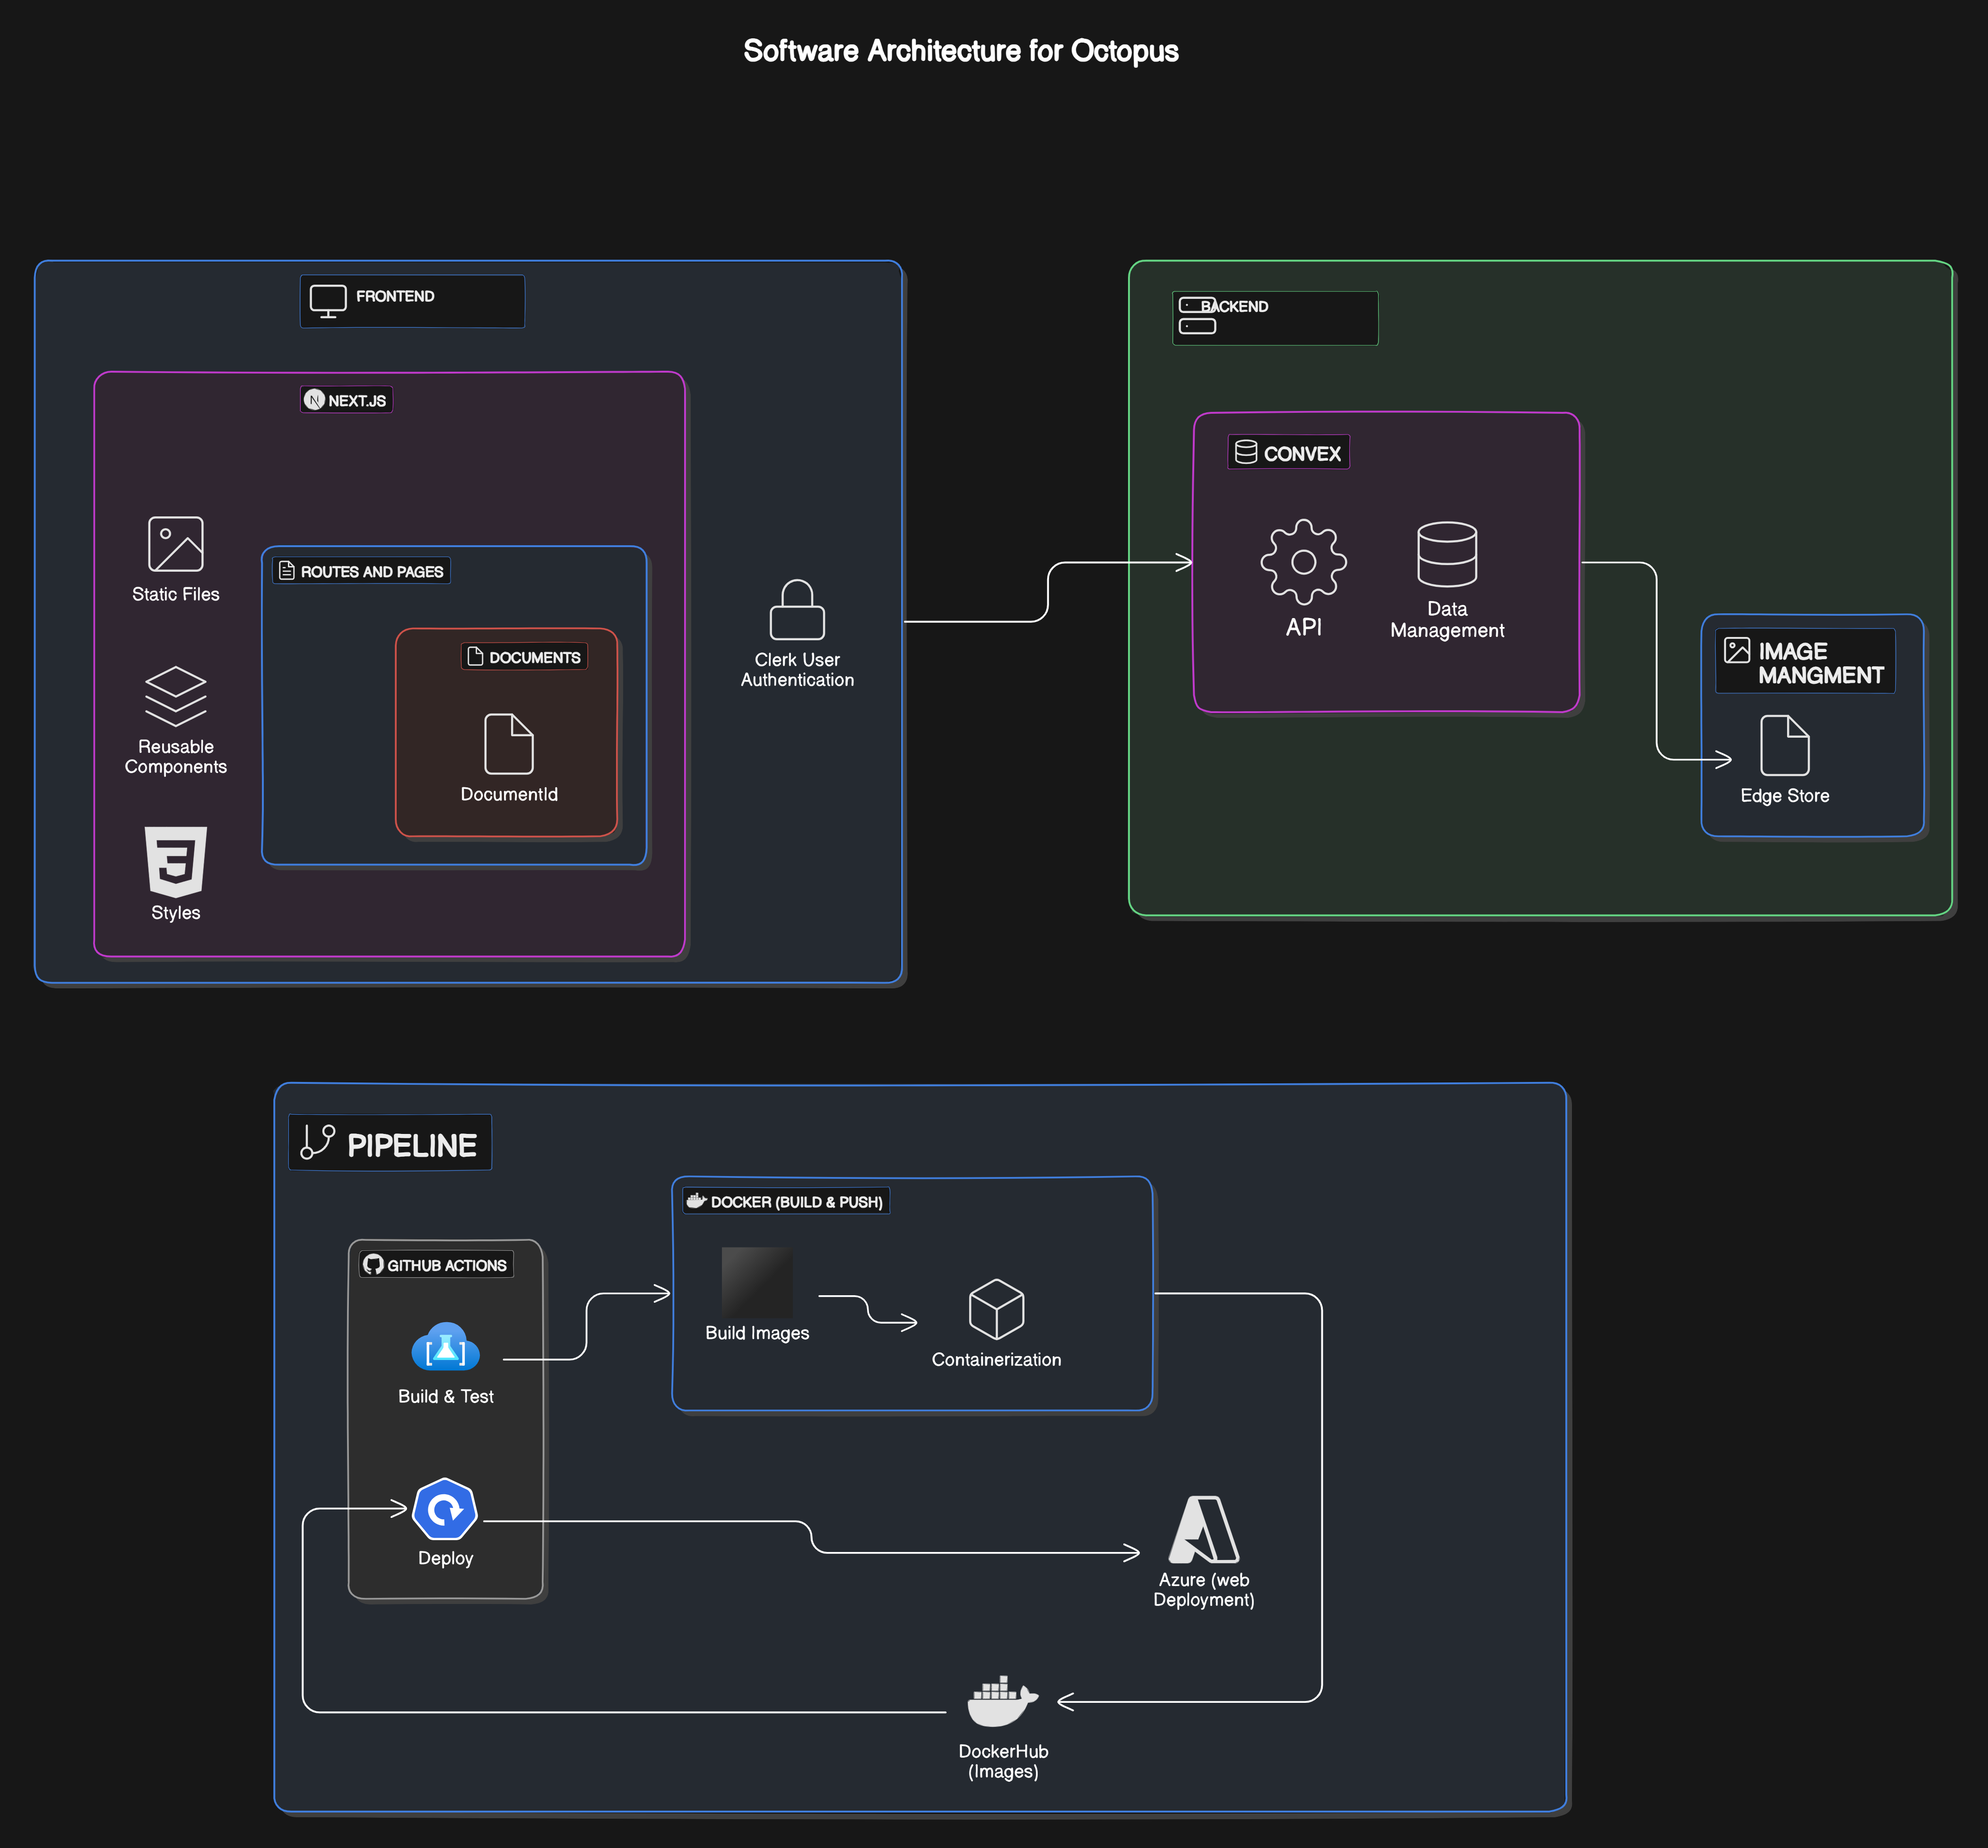 Software Architecture for Octopus
FRONTEND
NEXT.JS
Static Files
Reusable
Components
Styles
ROUTES AND PAGES
DOCUMENTS
DocumentId
Clerk User
Authentication
BACKEND
CONVEX
API
Data
Management
IMAGE
MANGMENT
Edge Store
PIPELINE
GITHUB ACTIONS
Build & Test
Deploy
DOCKER (BUILD & PUSH)
Build Images
Containerization
Azure (web
Deployment)
DockerHub
(Images)